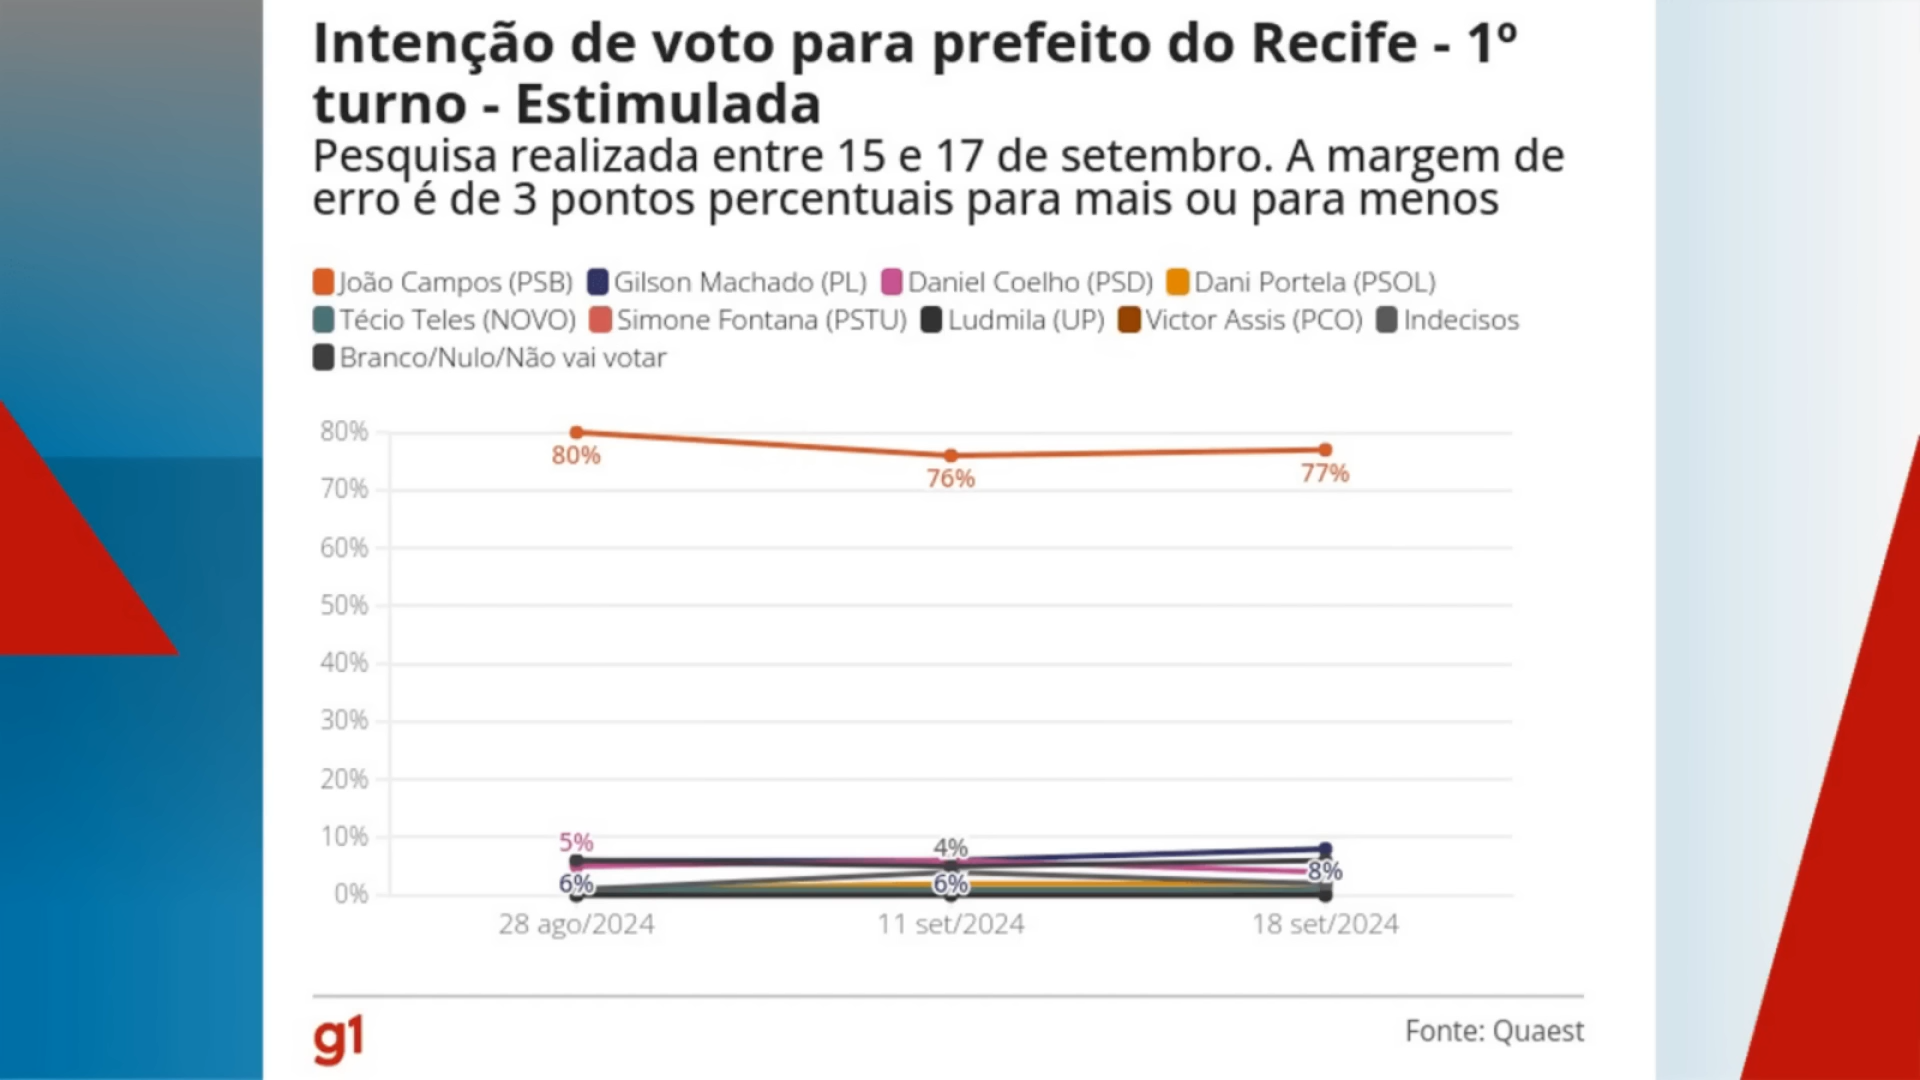 Intenção de voto para prefeito do Recife - 1º
turno - Estimulada
Pesquisa realizada entre 15 e 17 de setembro. A margem de
erro é de 3 pontos percentuais para mais ou para menos
João Campos (PSB) Gilson Machado (PL) Daniel Coelho (PSD) Dani Portela (PSOL)
Técio Teles (NOVO) Simone Fontana (PSTU) Ludmila (UP) Victor Assis (PCO) Indecisos
Branco/Nulo/Não vai votar
80%
80%
76%
77%
70%
60%
50%
40%
30%
20%
10%
5%
4%
8%
6%
6%
0%
28 ago/2024 11 set/2024 18 set/2024
g1
Fonte: Quaest